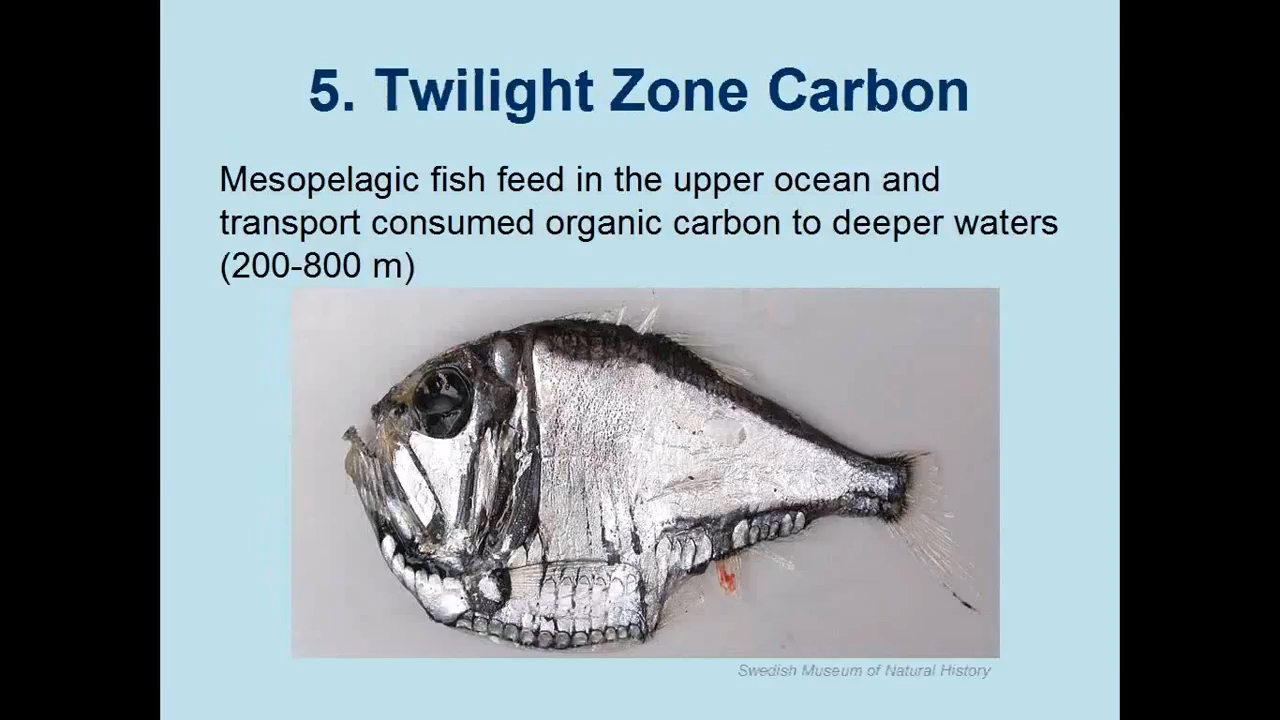 5. Twilight Zone Carbon
Mesopelagic fish feed in the upper ocean and
transport consumed organic carbon to deeper waters
(200-800 m)
Swedish Museum of Natural History